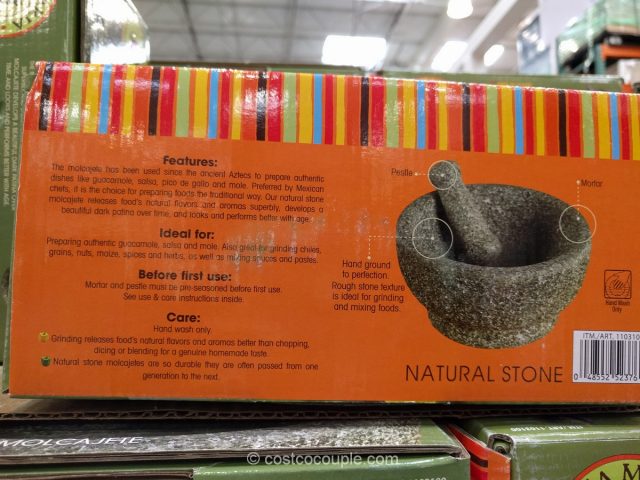 Features:
The molcajete has been used since the ancient Aztecs to prepare authentic
dishes like guacamole, salsa, pico de gallo and mole. Preferred by Mexican
chefs, it is the choice for preparing foods the traditional way. Our natural stone
molcajete releases food's natural flavors and aromas superbly, develops a
beautiful dark patina over time, and looks and performs better with age.
Ideal for:
Preparing authentic guacamole, salsa and mole. Also great for grinding chiles,
grains, nuts, maize, spices and herbs, as well as mixing sauces and pastes.
Before first use:
Mortar and pestle must be pre-seasoned before first use.
See use & care instructions inside.
Care:
Hand wash only.
Grinding releases food's natural flavors and aromas better than chopping,
dicing or blending for a genuine homemade taste.
Natural stone molcajetes are so durable they are often passed from one
generation to the next.
Pestle
Mortar
Hand ground
to perfection.
Rough stone texture
is ideal for grinding
and mixing foods.
NATURAL STONE
Hand Wash
Only
ITM./ART. 110310
0 48552 52376
MOLCAJETE
© costcocouple.com